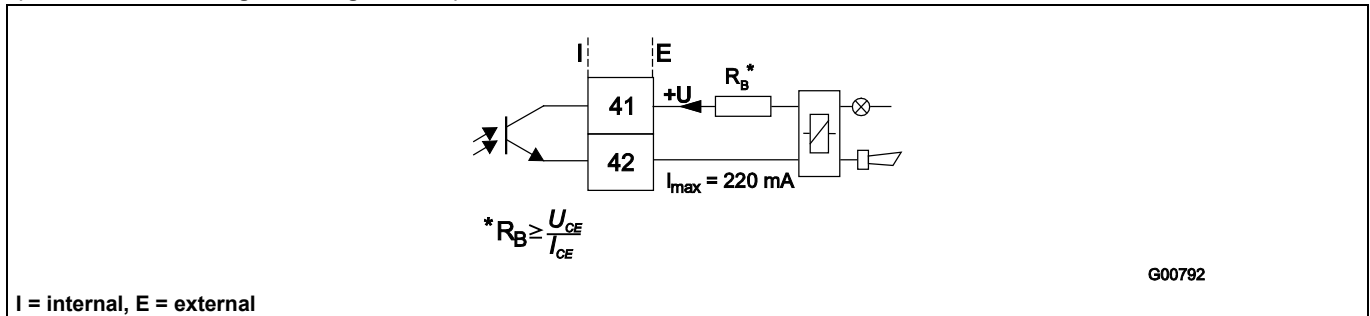 I E
41 +U R_B*
42 I_max = 220 mA
*R_B ≥ U_CE / I_CE
G00792
I = internal, E = external